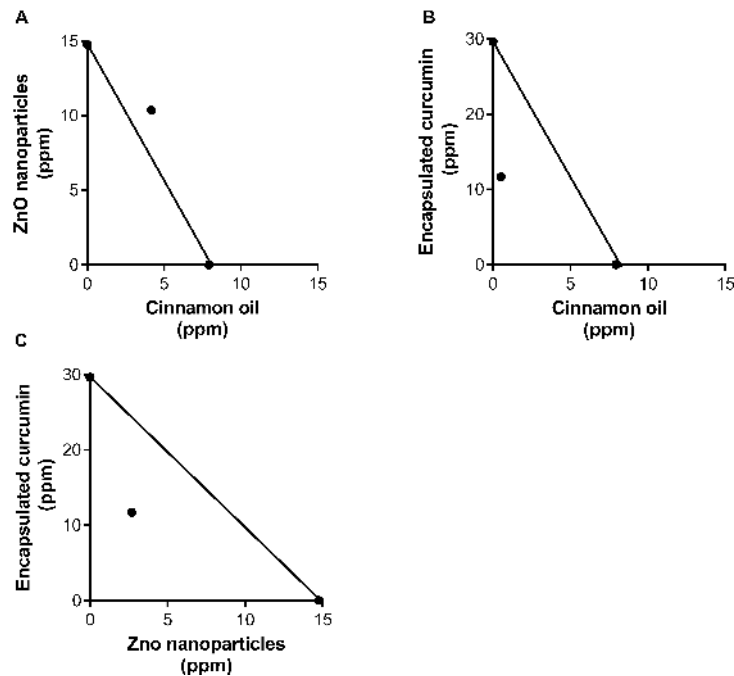 A
ZnO nanoparticles
(ppm)
15
10
5
0
0 5 10 15
Cinnamon oil
(ppm)
B
Encapsulated curcumin
(ppm)
30
20
10
0
0 5 10 15
Cinnamon oil
(ppm)
C
Encapsulated curcumin
(ppm)
30
20
10
0
0 5 10 15
Zno nanoparticles
(ppm)